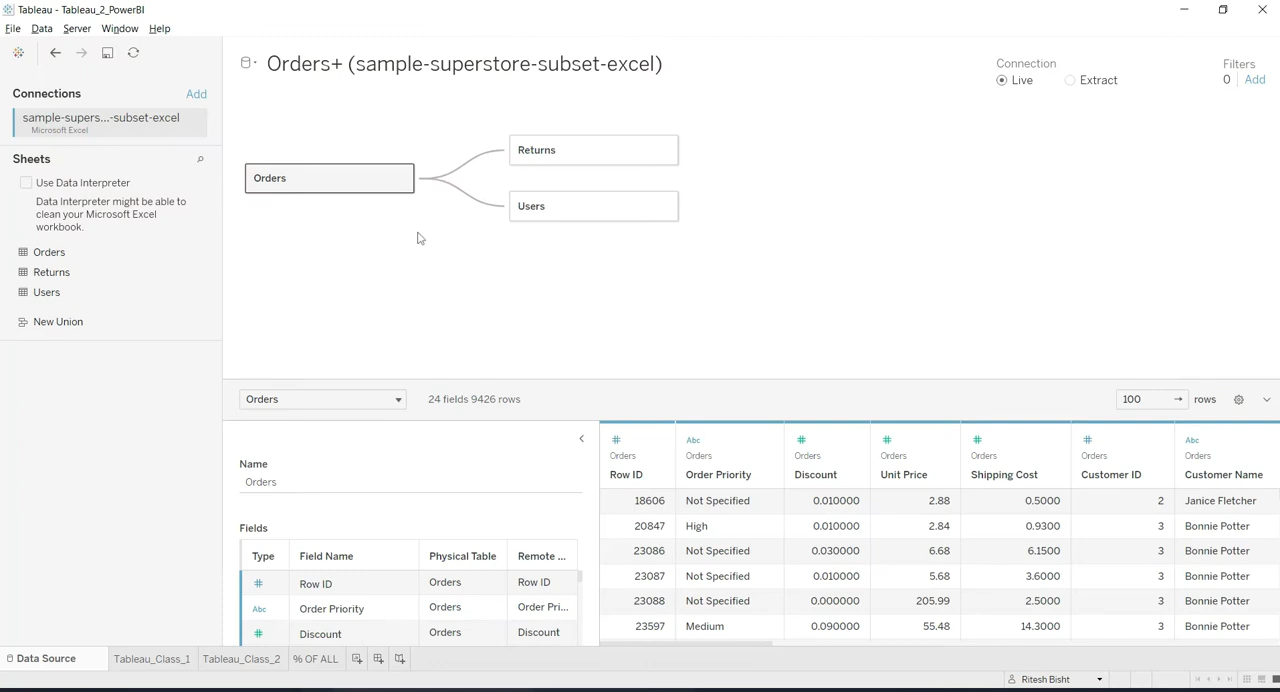 Tableau - Tableau_2_PowerBI
File Data Server Window Help
Connections Add
sample-supers...-subset-excel
Microsoft Excel
Sheets
Use Data Interpreter
Data Interpreter might be able to
clean your Microsoft Excel
workbook.
Orders
Returns
Users
New Union
Orders+ (sample-superstore-subset-excel)
Connection
Live Extract
Filters
0 Add
Orders
Returns
Users
Orders 24 fields 9426 rows 100 rows
Name
Orders
Fields
Type Field Name Physical Table Remote ...
# Row ID Orders Row ID
Abc Order Priority Orders Order Pri...
# Discount Orders Discount
# Abc # # # # Abc
Orders Orders Orders Orders Orders Orders Orders
Row ID Order Priority Discount Unit Price Shipping Cost Customer ID Customer Name
18606 Not Specified 0.010000 2.88 0.5000 2 Janice Fletcher
20847 High 0.010000 2.84 0.9300 3 Bonnie Potter
23086 Not Specified 0.030000 6.68 6.1500 3 Bonnie Potter
23087 Not Specified 0.010000 5.68 3.6000 3 Bonnie Potter
23088 Not Specified 0.000000 205.99 2.5000 3 Bonnie Potter
23597 Medium 0.090000 55.48 14.3000 3 Bonnie Potter
Data Source Tableau_Class_1 Tableau_Class_2 % OF ALL
Ritesh Bisht